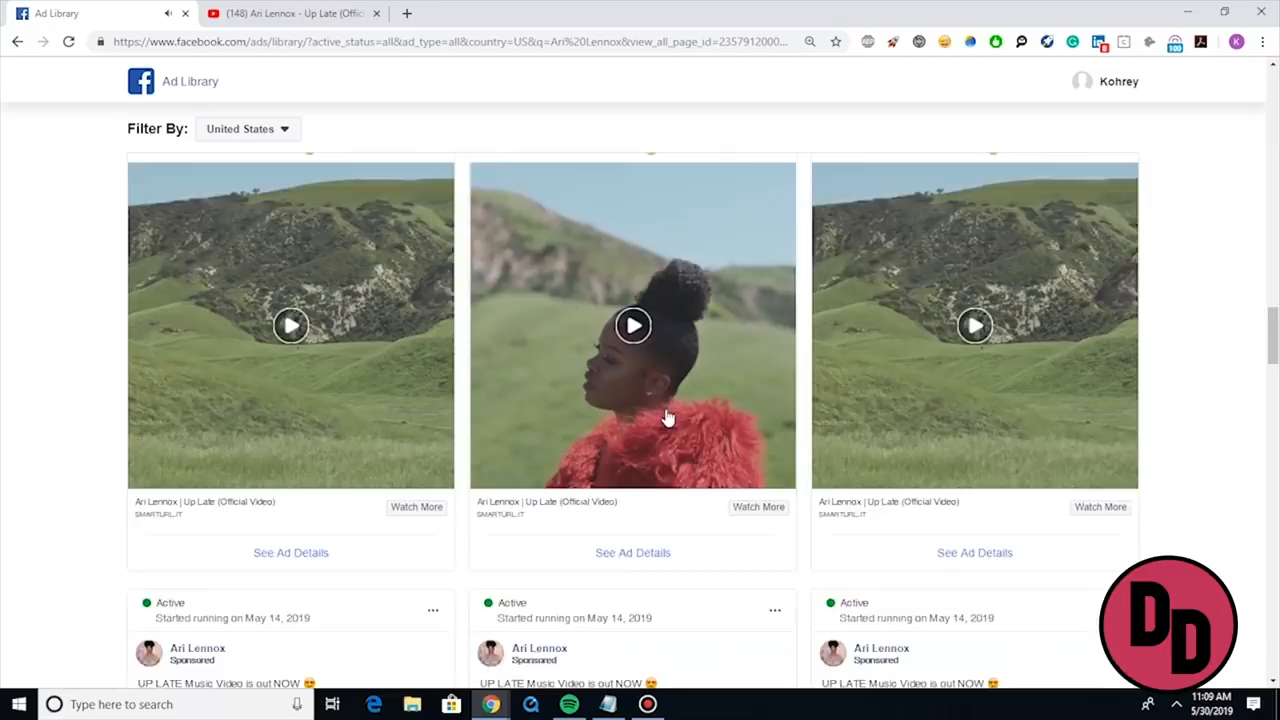 Ad Library
(148) Ari Lennox - Up Late (Offic
https://www.facebook.com/ads/library/?active_status=all&ad_type=all&country=US&q=Ari%20Lennox&view_all_page_id=2357912000...
8
100
K
Ad Library
Kohrey
Filter By:
United States
Ari Lennox | Up Late (Official Video)
SMARTURL.IT
Watch More
See Ad Details
Ari Lennox | Up Late (Official Video)
SMARTURL.IT
Watch More
See Ad Details
Ari Lennox | Up Late (Official Video)
SMARTURL.IT
Watch More
See Ad Details
Active
Started running on May 14, 2019
Ari Lennox
Sponsored
UP LATE Music Video is out NOW 😍
Active
Started running on May 14, 2019
Ari Lennox
Sponsored
UP LATE Music Video is out NOW 😍
Active
Started running on May 14, 2019
Ari Lennox
Sponsored
UP LATE Music Video is out NOW 😍
DD
Type here to search
11:09 AM
5/30/2019